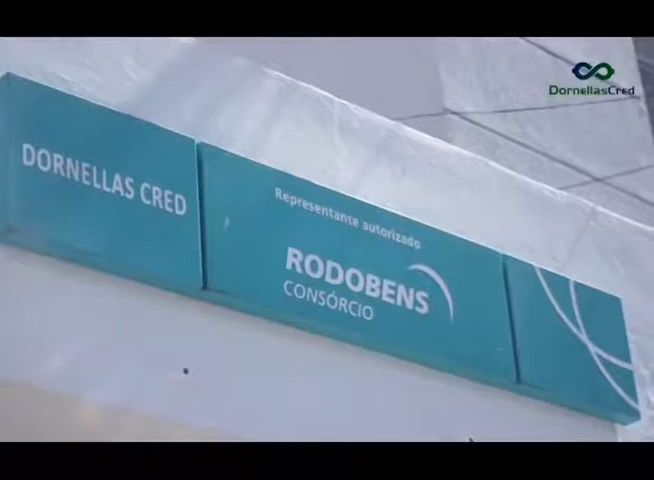 DornellasCred
DORNELLAS CRED
Representante autorizado
RODOBENS
CONSÓRCIO